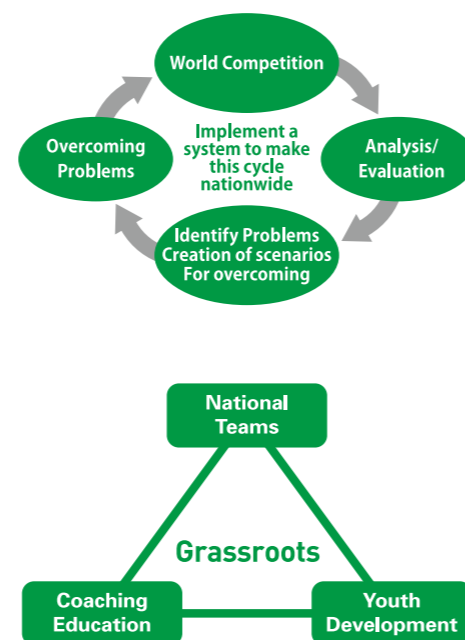 World Competition
Overcoming
Problems
Implement a
system to make
this cycle
nationwide
Analysis/
Evaluation
Identify Problems
Creation of scenarios
For overcoming
National
Teams
Grassroots
Coaching
Education
Youth
Development